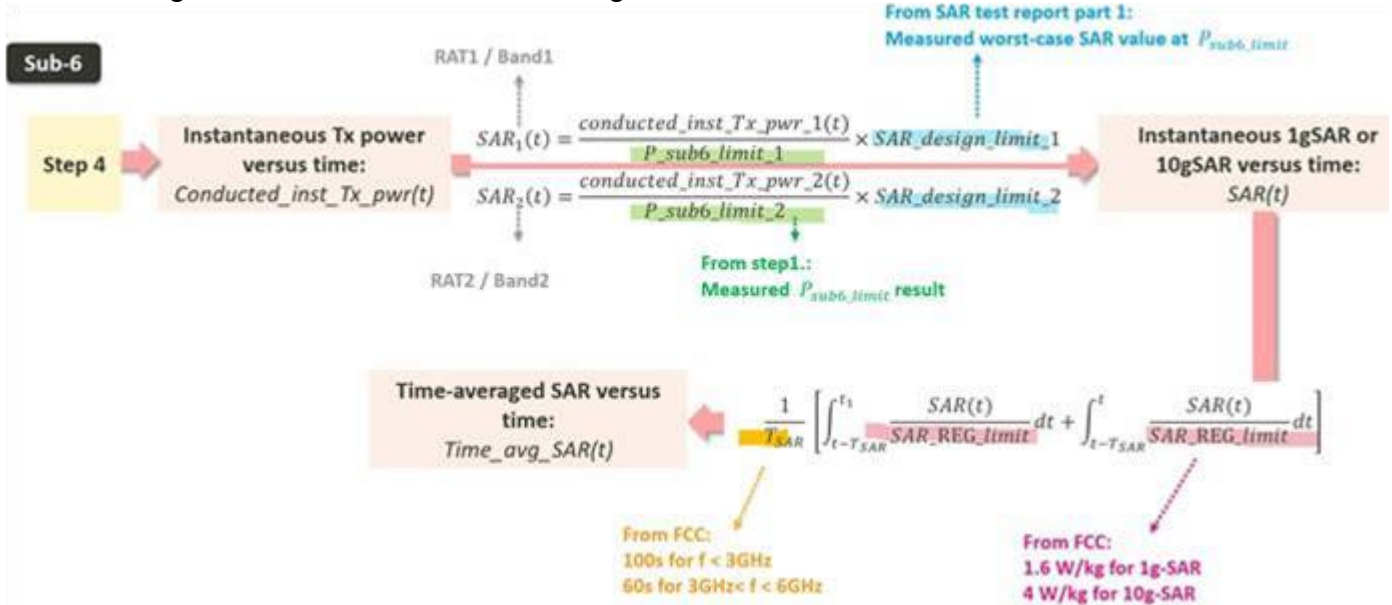 From SAR test report part 1:
Measured worst-case SAR value at P_sub6_limit
Sub-6
RAT1 / Band1
Step 4
Instantaneous Tx power
versus time:
Conducted_inst_Tx_pwr(t)
SAR₁(t) = conducted_inst_Tx_pwr_1(t) / P_sub6_limit_1 × SAR_design_limit_1
SAR₂(t) = conducted_inst_Tx_pwr_2(t) / P_sub6_limit_2 × SAR_design_limit_2
Instantaneous 1gSAR or
10gSAR versus time:
SAR(t)
RAT2 / Band2
From step1.:
Measured P_sub6_limit result
Time-averaged SAR versus
time:
Time_avg_SAR(t)
1/T_SAR [∫_{t-T_SAR}^{t₁} SAR(t)/SAR_REG_limit dt + ∫_{t-T_SAR}^{t} SAR(t)/SAR_REG_limit dt]
From FCC:
100s for f < 3GHz
60s for 3GHz< f < 6GHz
From FCC:
1.6 W/kg for 1g-SAR
4 W/kg for 10g-SAR